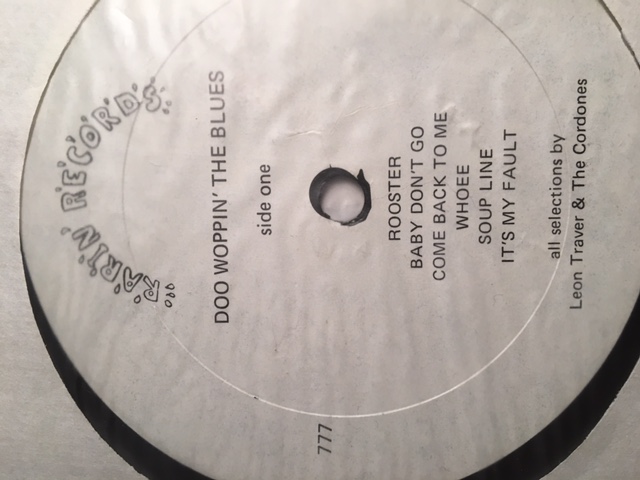 RARIN' RECORDS
DOO WOPPIN' THE BLUES
side one
777
ROOSTER
BABY DON'T GO
COME BACK TO ME
WHOEE
SOUP LINE
IT'S MY FAULT
all selections by
Leon Traver & The Cordones